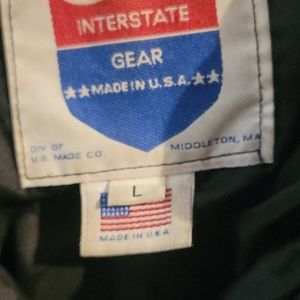 INTERSTATE
GEAR
★★MADE IN U.S.A.★★
DIV OF
U.S. MADE CO.
MIDDLETON, MA
L
MADE IN U.S.A